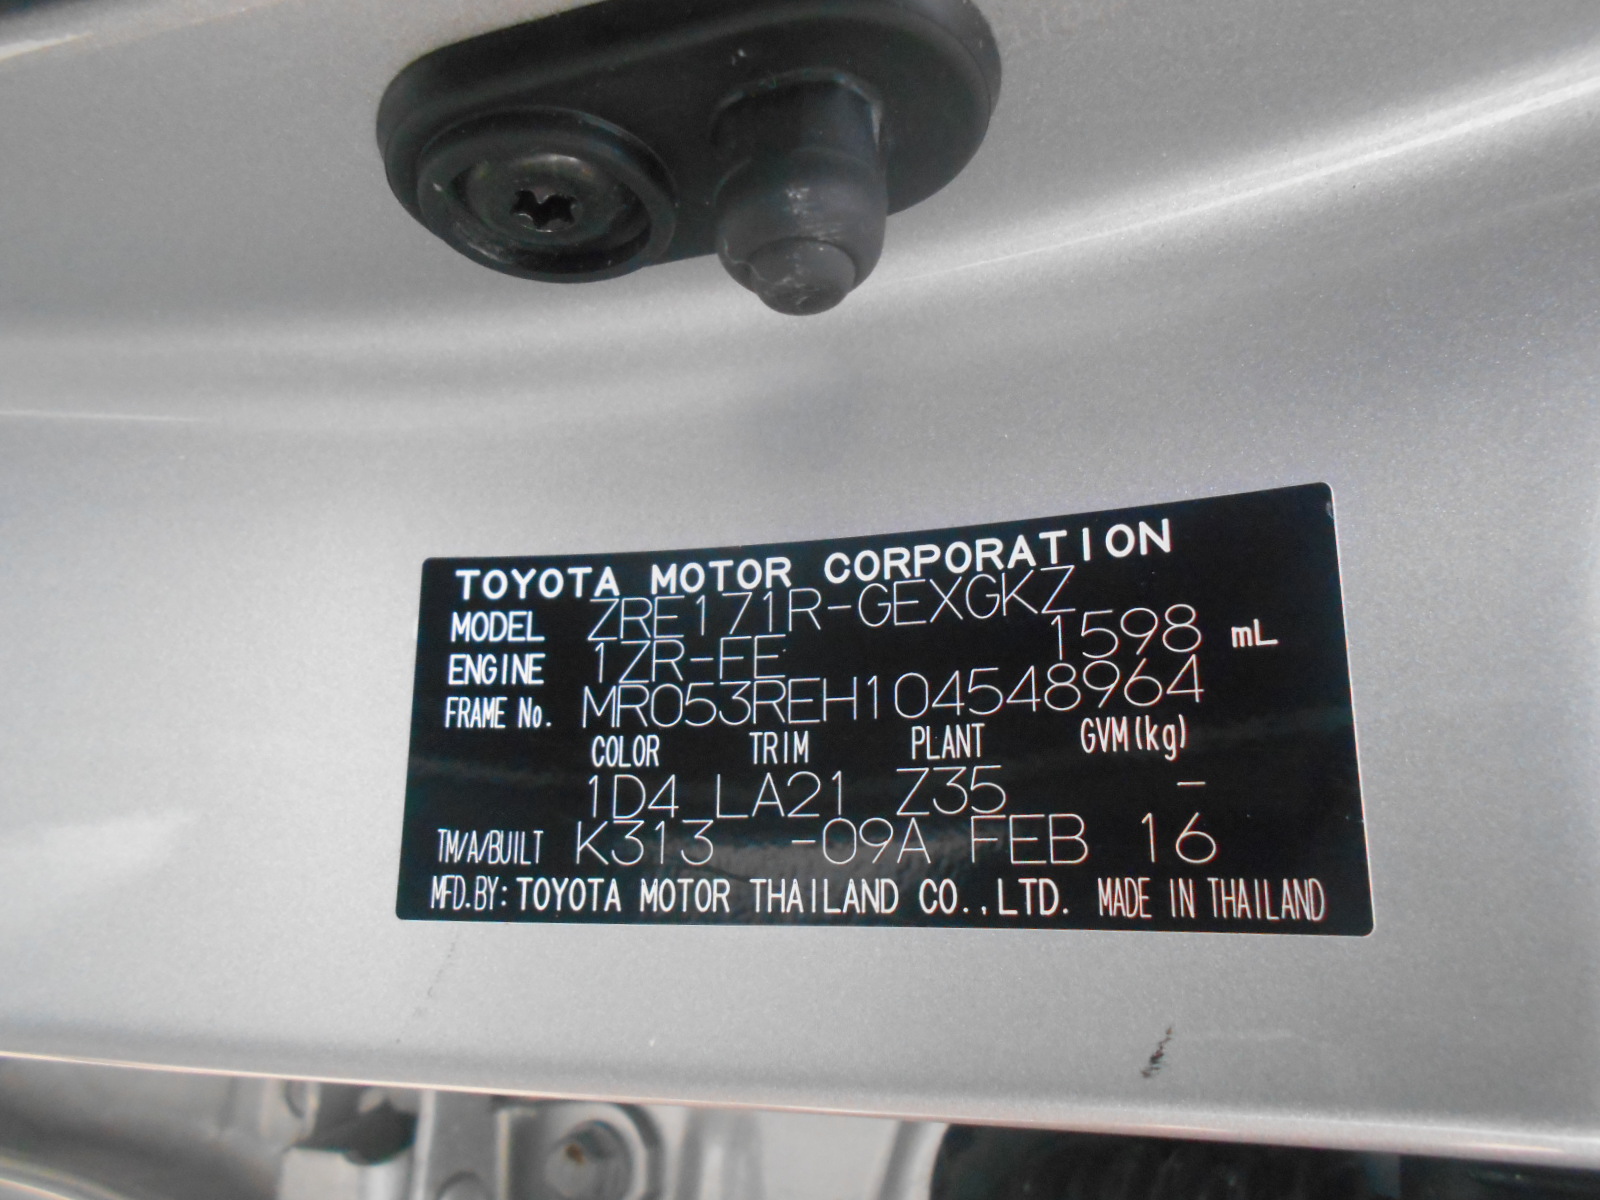 TOYOTA MOTOR CORPORATION
MODEL ZRE171R-GEXGKZ
ENGINE 1ZR-FE 1598 mL
FRAME No. MR053REH104548964
COLOR TRIM PLANT GVM(kg)
1D4 LA21 Z35 -
TM/A/BUILT K313 -09A FEB 16
MFD.BY: TOYOTA MOTOR THAILAND CO.,LTD. MADE IN THAILAND